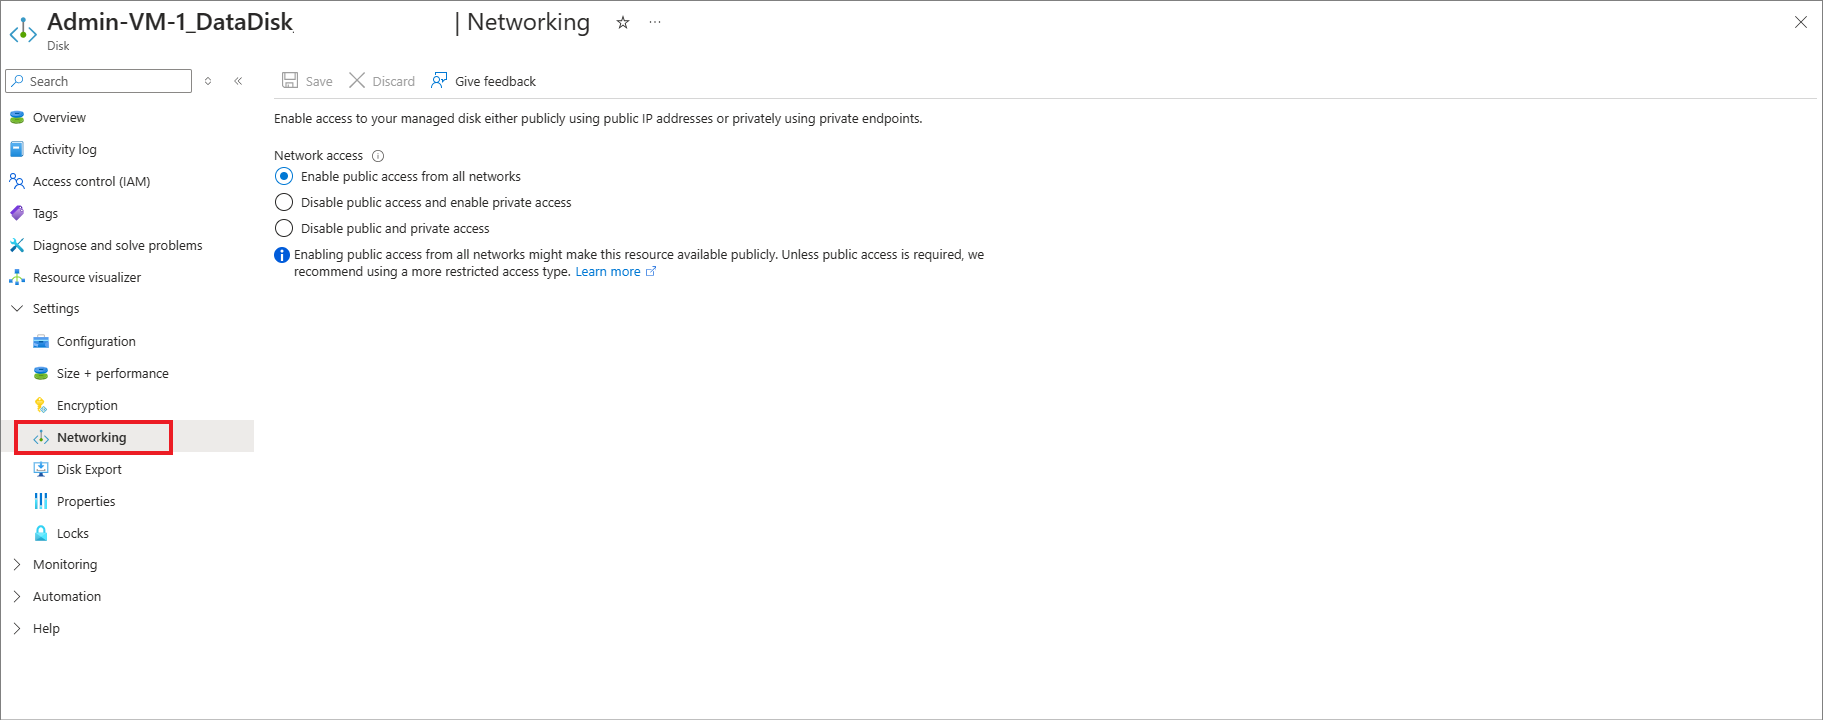 Admin-VM-1_DataDisk | Networking
Disk
Search
Save Discard Give feedback
Overview
Activity log
Access control (IAM)
Tags
Diagnose and solve problems
Resource visualizer
Settings
Configuration
Size + performance
Encryption
Networking
Disk Export
Properties
Locks
Monitoring
Automation
Help
Enable access to your managed disk either publicly using public IP addresses or privately using private endpoints.
Network access
Enable public access from all networks
Disable public access and enable private access
Disable public and private access
Enabling public access from all networks might make this resource available publicly. Unless public access is required, we
recommend using a more restricted access type. Learn more